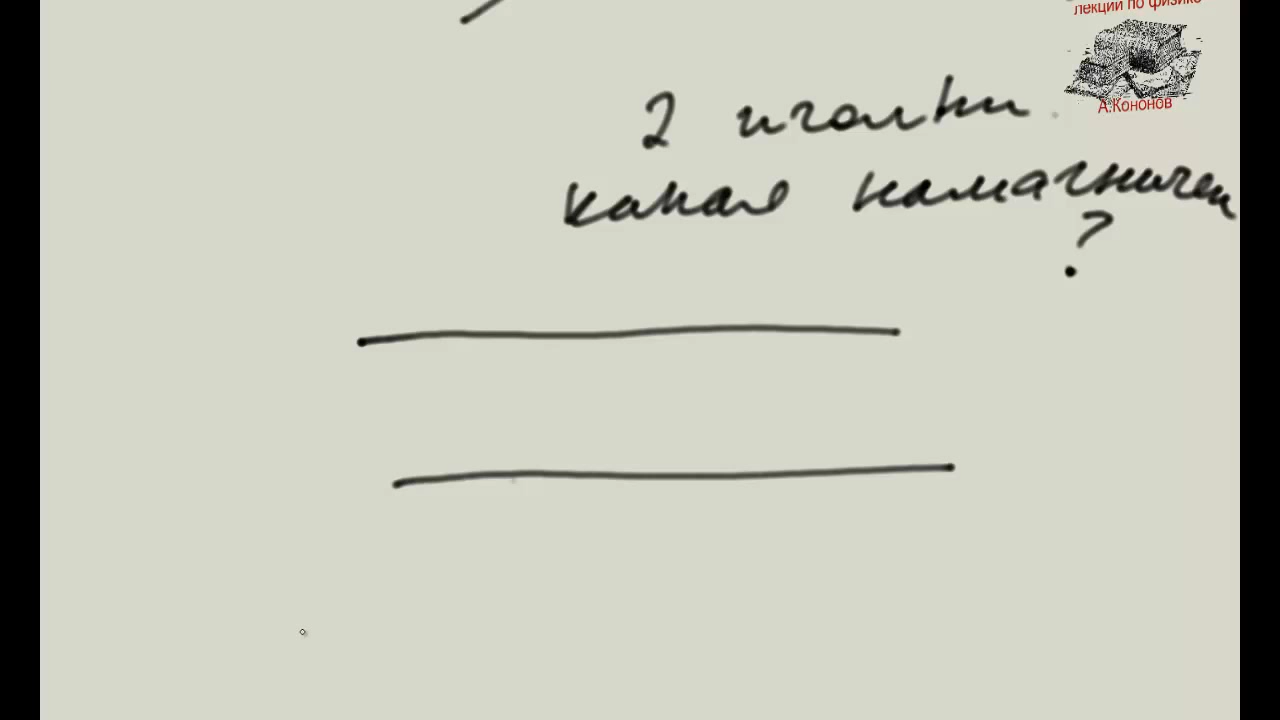 лекции по физике
А.Кононов
2 иголки
какая намагничен
?